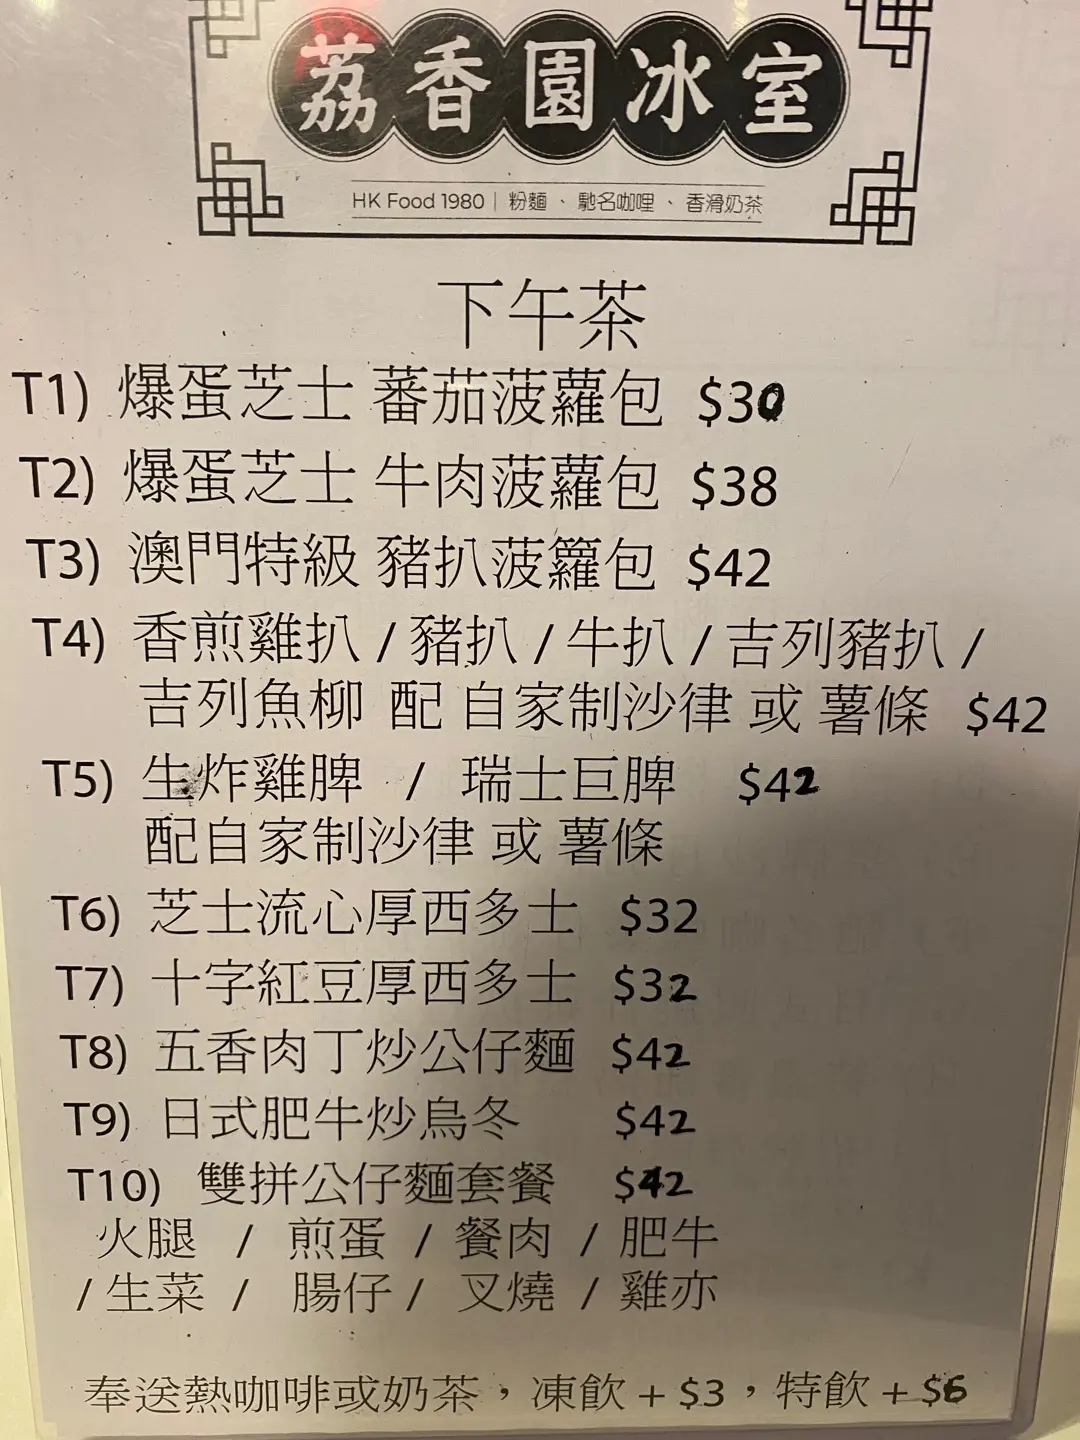 荔香園冰室
HK Food 1980 | 粉麵 、 馳名咖哩 、 香滑奶茶
下午茶
T1) 爆蛋芝士 蕃茄菠蘿包 $30
T2) 爆蛋芝士 牛肉菠蘿包 $38
T3) 澳門特級 豬扒菠籮包 $42
T4) 香煎雞扒 / 豬扒 / 牛扒 / 吉列豬扒 /
吉列魚柳 配 自家制沙律 或 薯條 $42
T5) 生炸雞脾 / 瑞士巨脾 $42
配自家制沙律 或 薯條
T6) 芝士流心厚西多士 $32
T7) 十字紅豆厚西多士 $32
T8) 五香肉丁炒公仔麵 $42
T9) 日式肥牛炒烏冬 $42
T10) 雙拼公仔麵套餐 $42
火腿 / 煎蛋 / 餐肉 / 肥牛
/ 生菜 / 腸仔 / 叉燒 / 雞亦
奉送熱咖啡或奶茶，凍飲 + $3，特飲 + $6